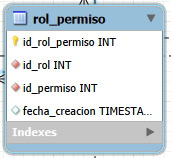 rol_permiso
id_rol_permiso INT
id_rol INT
id_permiso INT
fecha_creacion TIMESTA...
Indexes